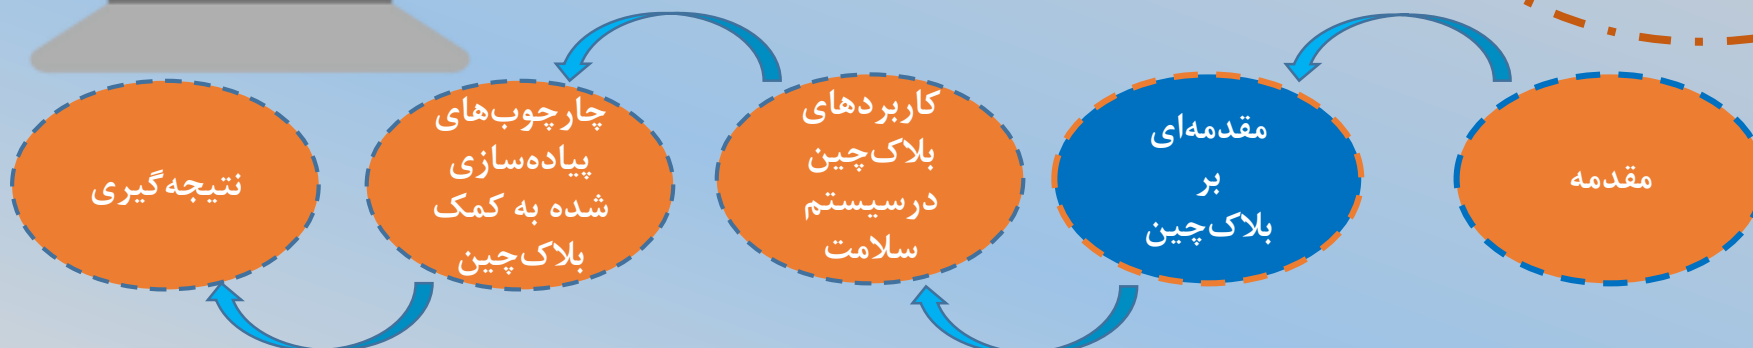 مقدمه
مقدمه‌ای
بر
بلاک‌چین
کاربردهای
بلاک‌چین
درسیستم
سلامت
چارچوب‌های
پیاده‌سازی
شده به کمک
بلاک‌چین
نتیجه‌گیری